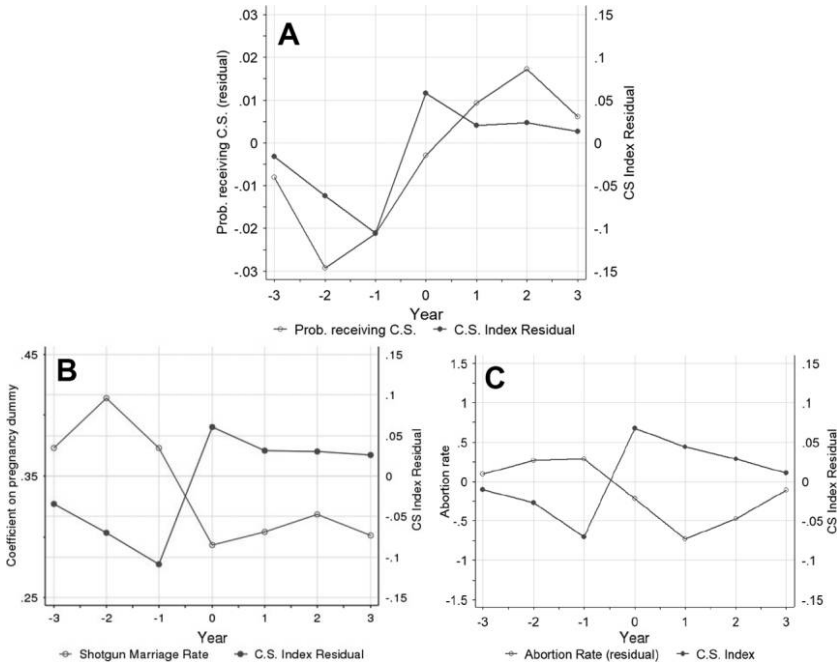 A
Prob. receiving C.S. (residual)
.03
.03
.01
0
-.01
-.02
-.03
CS Index Residual
.15
.1
.05
0
-.05
-.1
-.15
-3 -2 -1 0 1 2 3
Year
Prob. receiving C.S. C.S. Index Residual
B
Coefficient on pregnancy dummy
.45
.35
.25
CS Index Residual
.15
.1
.05
0
-.05
-.1
-.15
-3 -2 -1 0 1 2 3
Year
Shotgun Marriage Rate C.S. Index Residual
C
Abortion rate
1.5
1
.5
0
-.5
-1
-1.5
CS Index Residual
.15
.1
.05
0
-.05
-.1
-.15
-3 -2 -1 0 1 2 3
Year
Abortion Rate (residual) C.S. Index